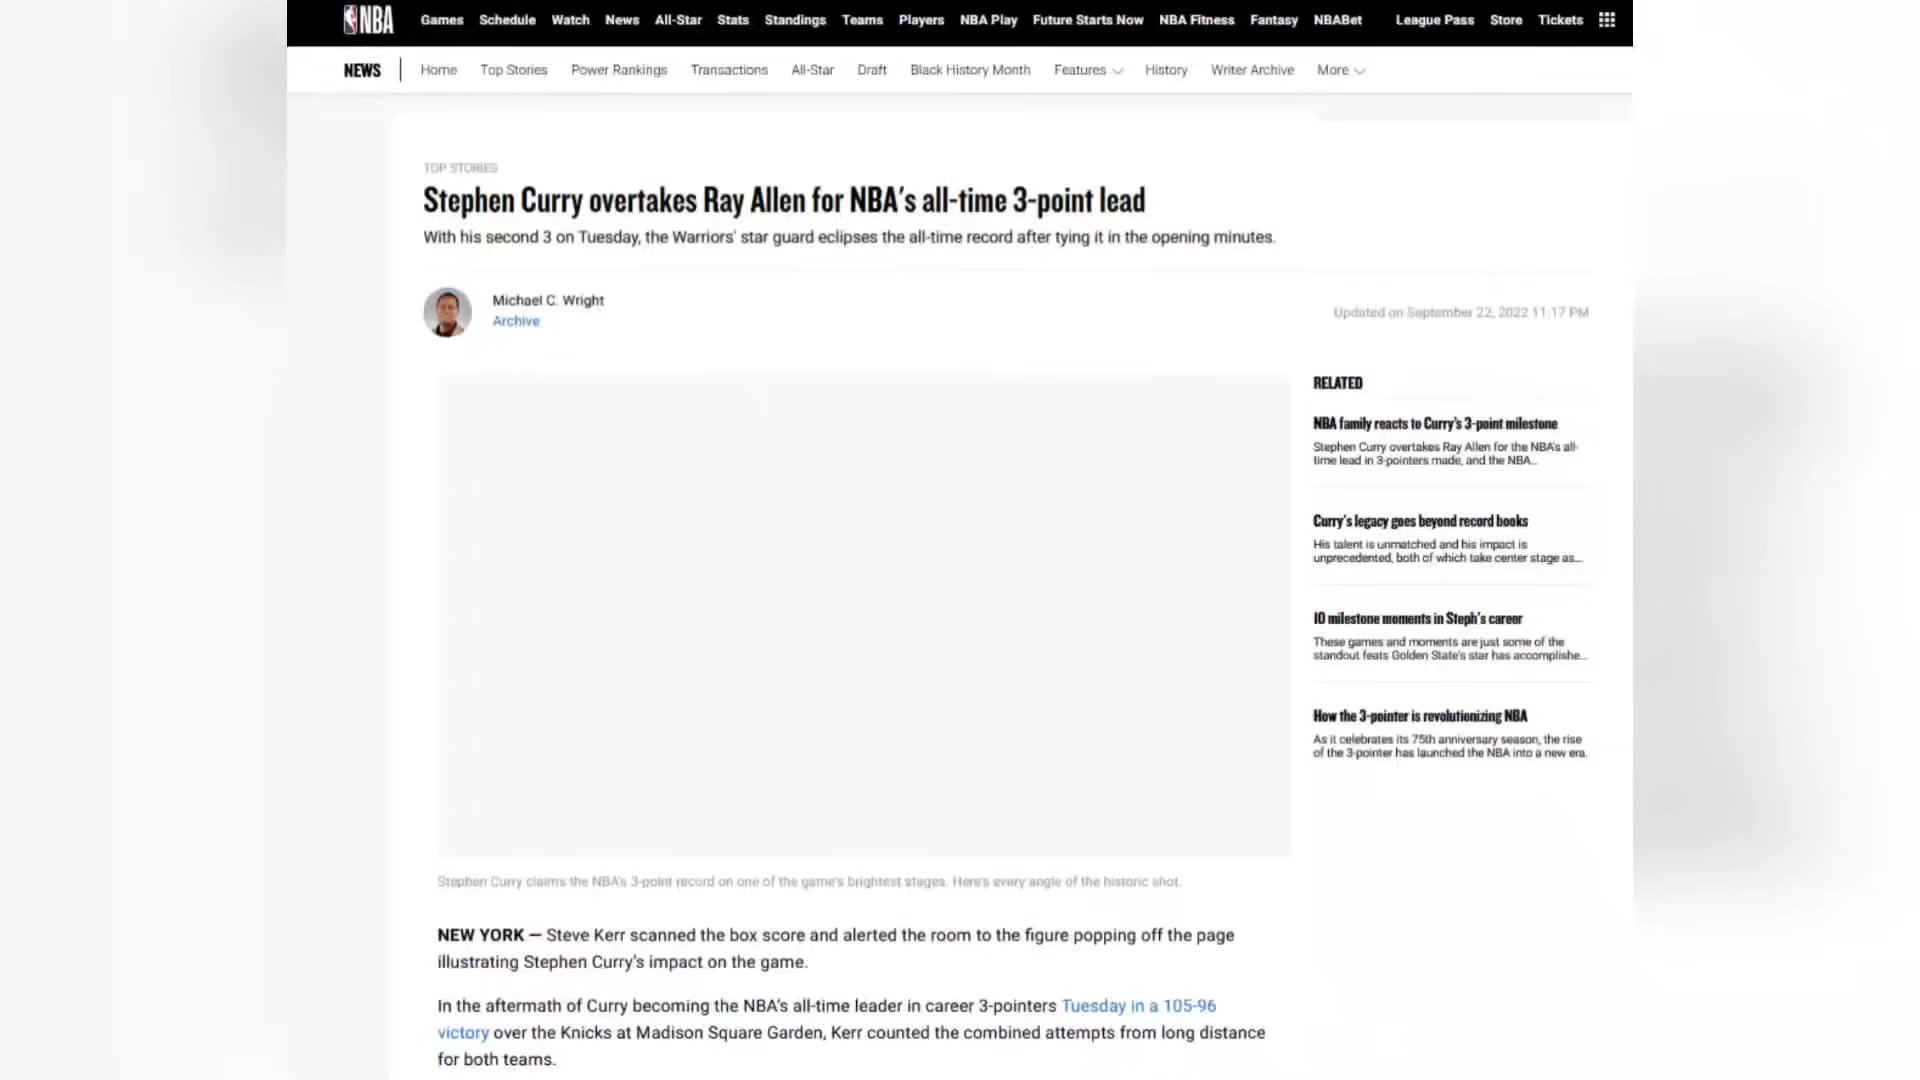 NBA Games Schedule Watch News All-Star Stats Standings Teams Players NBA Play Future Starts Now NBA Fitness Fantasy NBABet League Pass Store Tickets
NEWS Home Top Stories Power Rankings Transactions All-Star Draft Black History Month Features History Writer Archive More
TOP STORIES
Stephen Curry overtakes Ray Allen for NBA's all-time 3-point lead
With his second 3 on Tuesday, the Warriors' star guard eclipses the all-time record after tying it in the opening minutes.
Michael C. Wright
Archive
Updated on September 22, 2022 11:17 PM
Stephen Curry claims the NBA's 3-point record on one of the game's brightest stages. Here's every angle of the historic shot.
NEW YORK — Steve Kerr scanned the box score and alerted the room to the figure popping off the page
illustrating Stephen Curry's impact on the game.
In the aftermath of Curry becoming the NBA's all-time leader in career 3-pointers Tuesday in a 105-96
victory over the Knicks at Madison Square Garden, Kerr counted the combined attempts from long distance
for both teams.
RELATED
NBA family reacts to Curry's 3-point milestone
Stephen Curry overtakes Ray Allen for the NBA's all-
time lead in 3-pointers made, and the NBA...
Curry's legacy goes beyond record books
His talent is unmatched and his impact is
unprecedented, both of which take center stage as...
10 milestone moments in Steph's career
These games and moments are just some of the
standout feats Golden State's star has accomplishe...
How the 3-pointer is revolutionizing NBA
As it celebrates its 75th anniversary season, the rise
of the 3-pointer has launched the NBA into a new era.